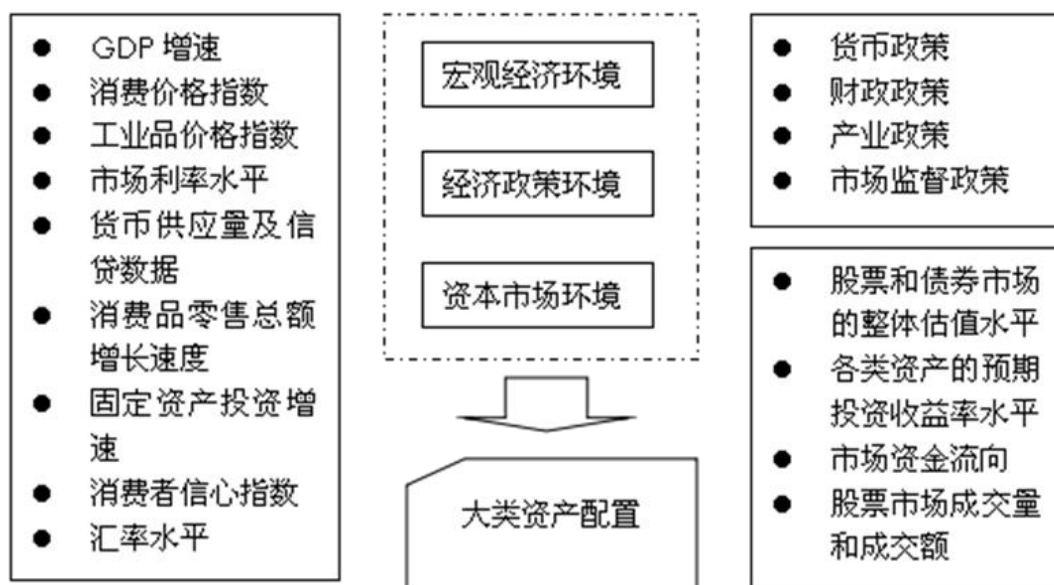 GDP 增速
消费价格指数
工业品价格指数
市场利率水平
货币供应量及信
贷数据
消费品零售总额
增长速度
固定资产投资增
速
消费者信心指数
汇率水平
宏观经济环境
经济政策环境
资本市场环境
大类资产配置
货币政策
财政政策
产业政策
市场监督政策
股票和债券市场
的整体估值水平
各类资产的预期
投资收益率水平
市场资金流向
股票市场成交量
和成交额